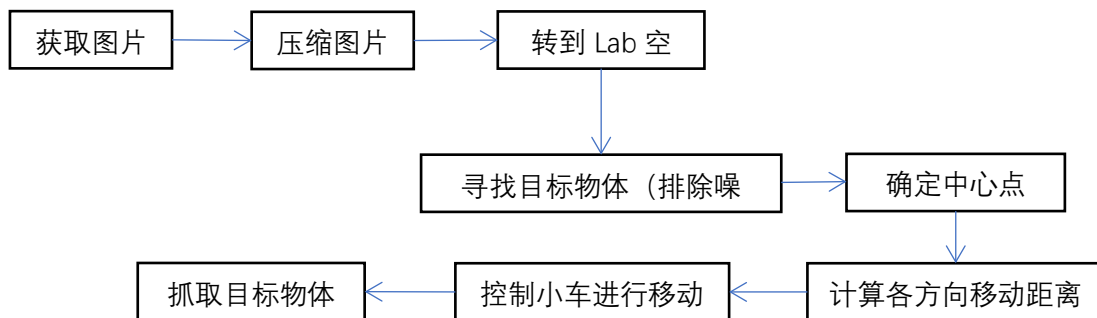 获取图片
压缩图片
转到 Lab 空
寻找目标物体（排除噪
确定中心点
计算各方向移动距离
控制小车进行移动
抓取目标物体